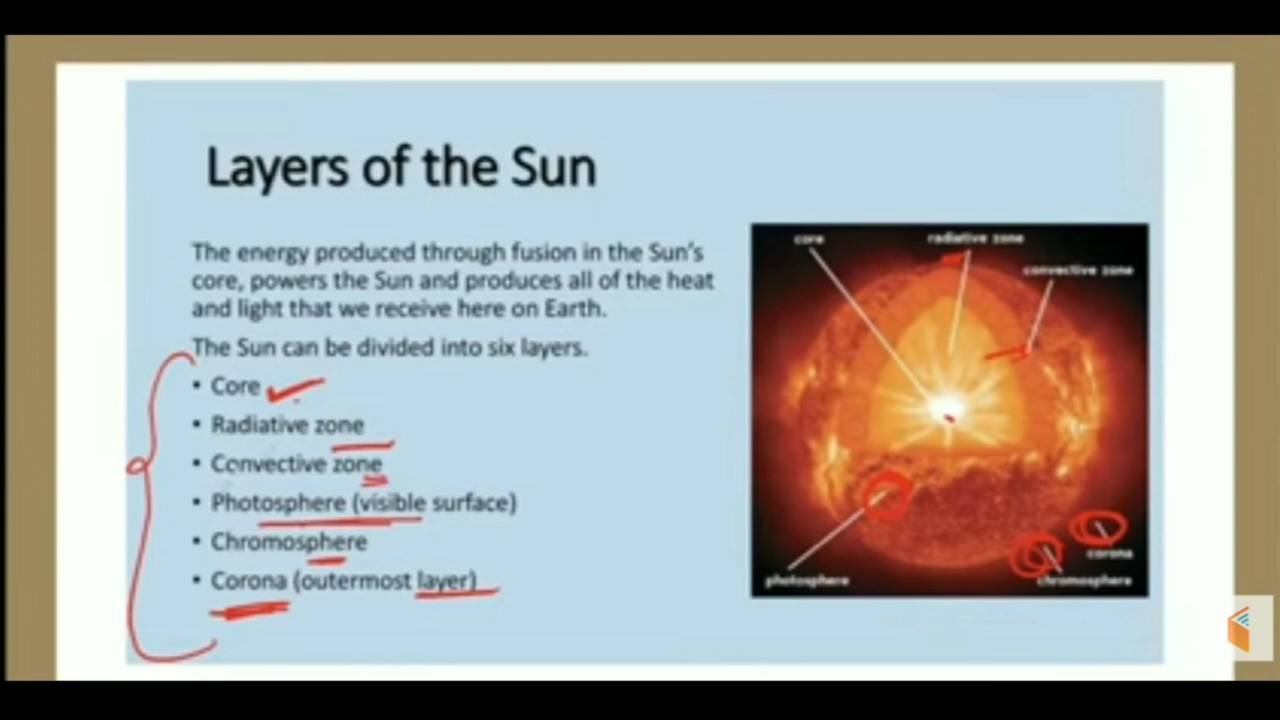 Layers of the Sun
The energy produced through fusion in the Sun's
core, powers the Sun and produces all of the heat
and light that we receive here on Earth.
The Sun can be divided into six layers.
• Core
• Radiative zone
• Convective zone
• Photosphere (visible surface)
• Chromosphere
• Corona (outermost layer)
core
radiative zone
convective zone
corona
photosphere
chromosphere